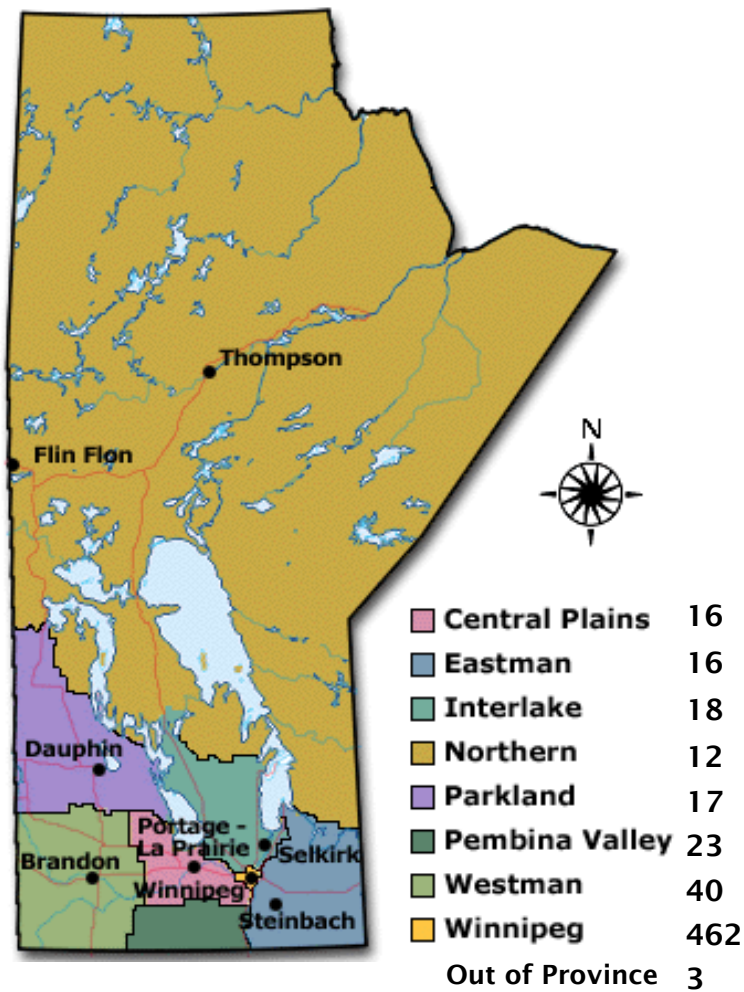 Thompson
N
Flin Flon
Central Plains 16
Eastman 16
Interlake 18
Northern 12
Dauphin
Parkland 17
Portage -
La Prairie
Pembina Valley 23
Selkirk
Brandon
Westman 40
Winnipeg
Steinbach
Winnipeg 462
Out of Province 3